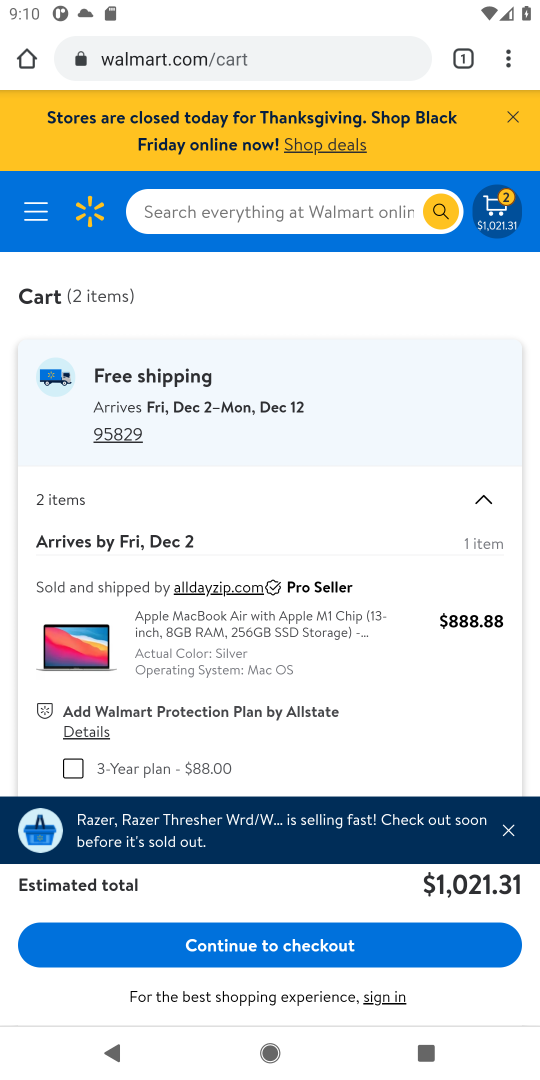 9:10
walmart.com/cart
1
Stores are closed today for Thanksgiving. Shop Black
Friday online now! Shop deals
Search everything at Walmart onlin
2
$1,021.31
Cart (2 items)
Free shipping
Arrives Fri, Dec 2–Mon, Dec 12
95829
2 items
Arrives by Fri, Dec 2
1 item
Sold and shipped by alldayzip.com Pro Seller
Apple MacBook Air with Apple M1 Chip (13-
inch, 8GB RAM, 256GB SSD Storage) -...
$888.88
Actual Color: Silver
Operating System: Mac OS
Add Walmart Protection Plan by Allstate
Details
3-Year plan - $88.00
Razer, Razer Thresher Wrd/W... is selling fast! Check out soon
before it's sold out.
Estimated total
$1,021.31
Continue to checkout
For the best shopping experience, sign in